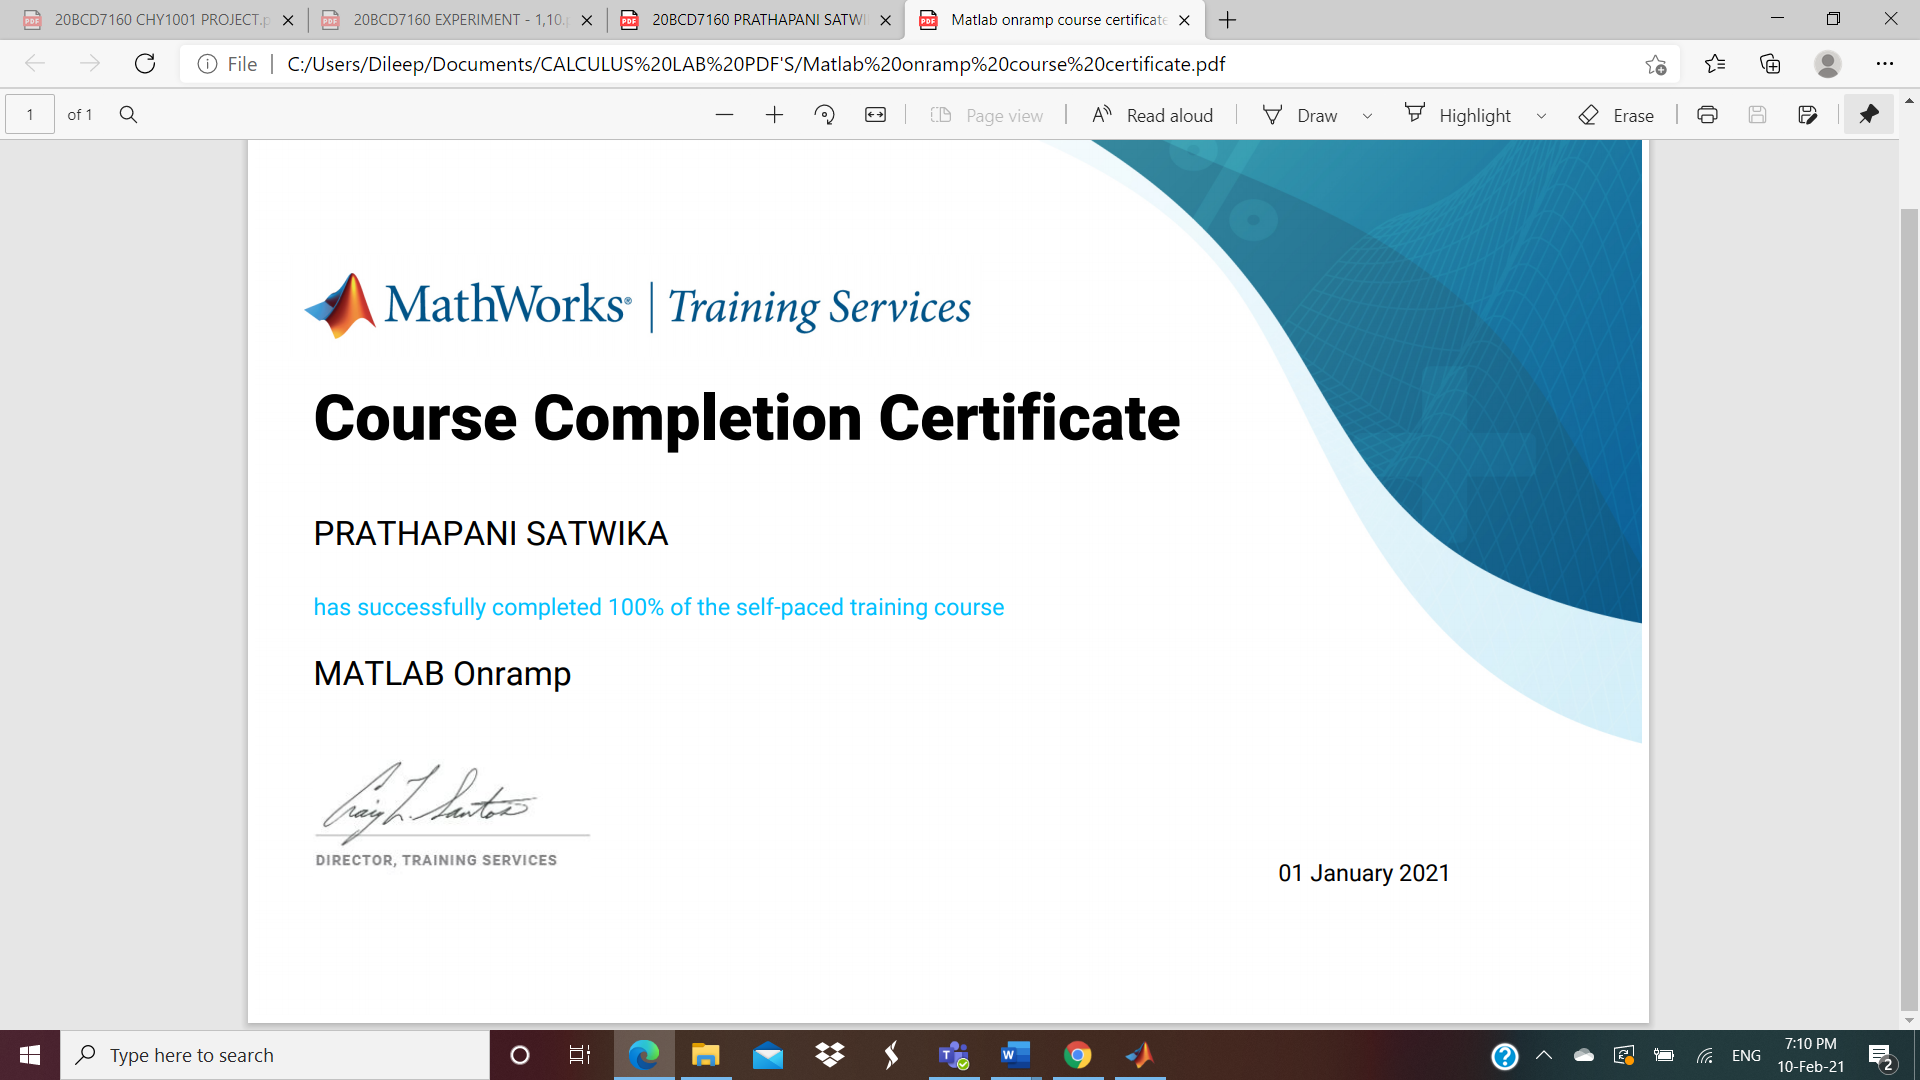 20BCD7160 CHY1001 PROJECT.p
20BCD7160 EXPERIMENT - 1,10.
20BCD7160 PRATHAPANI SATWI
Matlab onramp course certificate
File
C:/Users/Dileep/Documents/CALCULUS%20LAB%20PDF'S/Matlab%20onramp%20course%20certificate.pdf
1 of 1
Page view
Read aloud
Draw
Highlight
Erase
MathWorks® | Training Services
Course Completion Certificate
PRATHAPANI SATWIKA
has successfully completed 100% of the self-paced training course
MATLAB Onramp
Craig L. Santos
DIRECTOR, TRAINING SERVICES
01 January 2021
Type here to search
ENG
7:10 PM
10-Feb-21
2